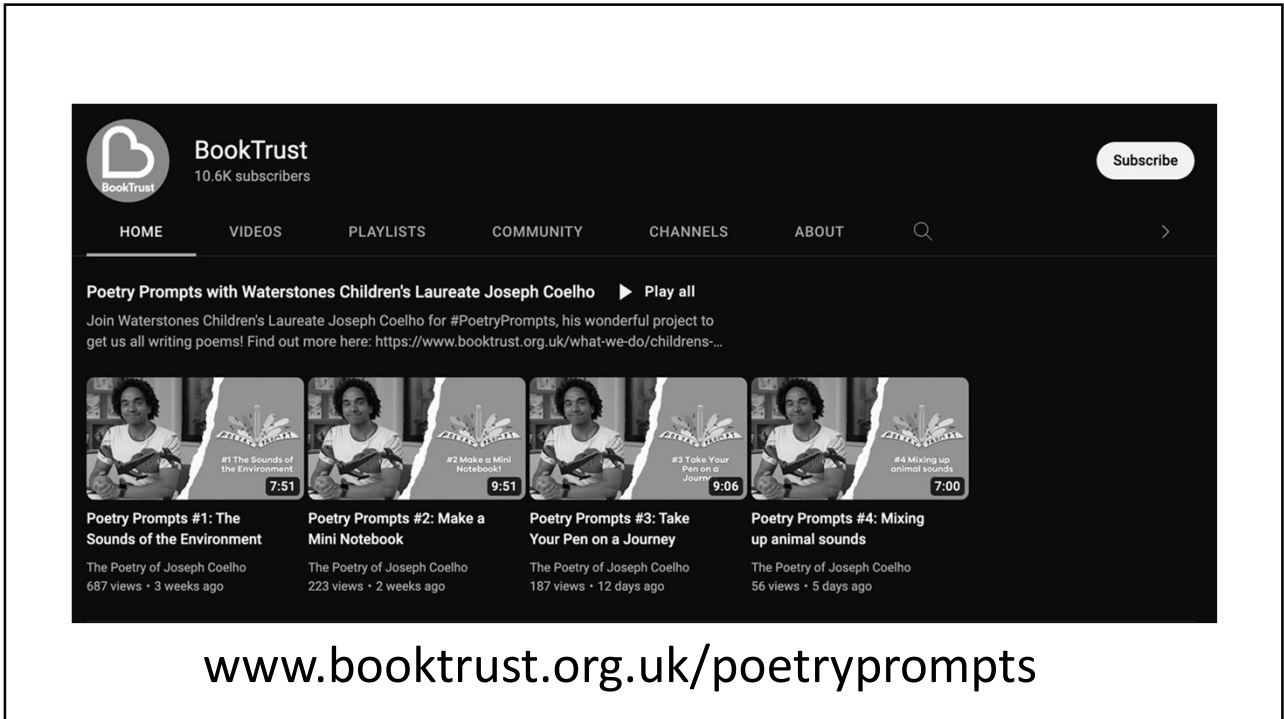 BookTrust
BookTrust
10.6K subscribers
Subscribe
HOME VIDEOS PLAYLISTS COMMUNITY CHANNELS ABOUT
Poetry Prompts with Waterstones Children's Laureate Joseph Coelho Play all
Join Waterstones Children's Laureate Joseph Coelho for #PoetryPrompts, his wonderful project to
get us all writing poems! Find out more here: https://www.booktrust.org.uk/what-we-do/childrens-...
POETRY PROMPTS
#1 The Sounds of
the Environment
7:51
POETRY PROMPTS
#2 Make a Mini
Notebook!
9:51
POETRY PROMPTS
#3 Take Your
Pen on a
9:06
POETRY PROMPTS
#4 Mixing up
animal sounds
7:00
Poetry Prompts #1: The
Sounds of the Environment
The Poetry of Joseph Coelho
687 views • 3 weeks ago
Poetry Prompts #2: Make a
Mini Notebook
The Poetry of Joseph Coelho
223 views • 2 weeks ago
Poetry Prompts #3: Take
Your Pen on a Journey
The Poetry of Joseph Coelho
187 views • 12 days ago
Poetry Prompts #4: Mixing
up animal sounds
The Poetry of Joseph Coelho
56 views • 5 days ago
www.booktrust.org.uk/poetryprompts